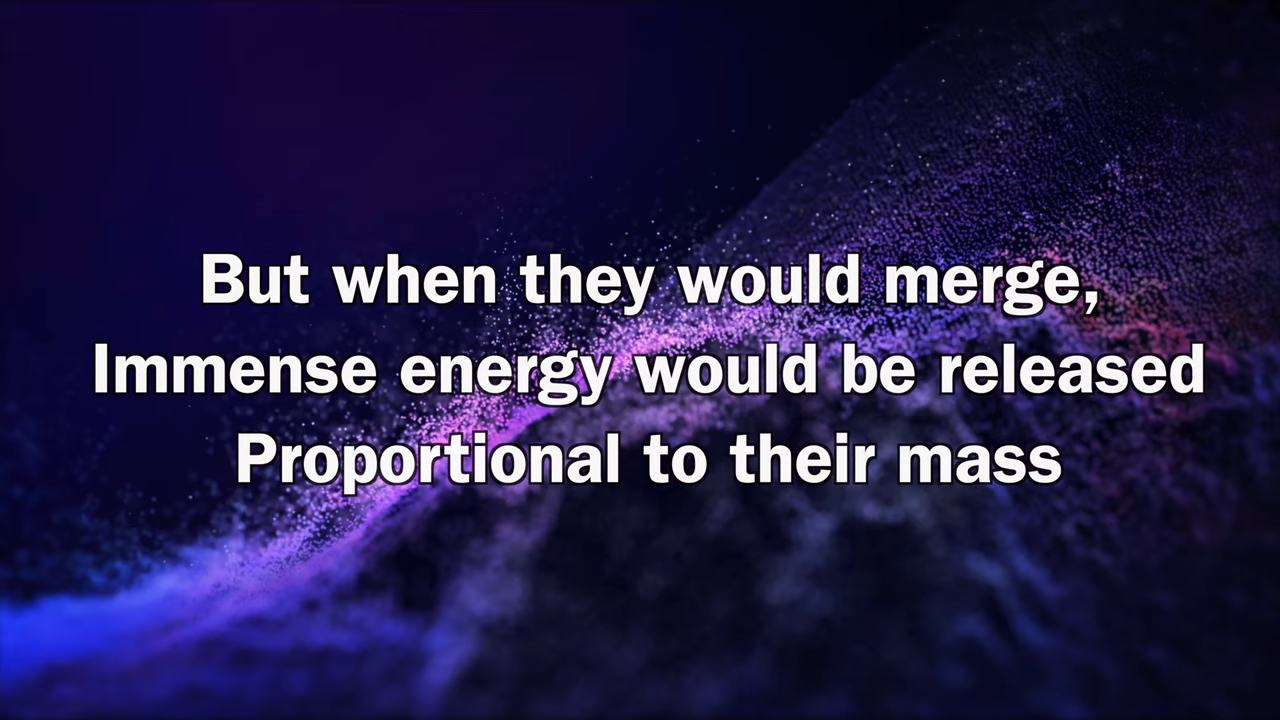 But when they would merge,
Immense energy would be released
Proportional to their mass